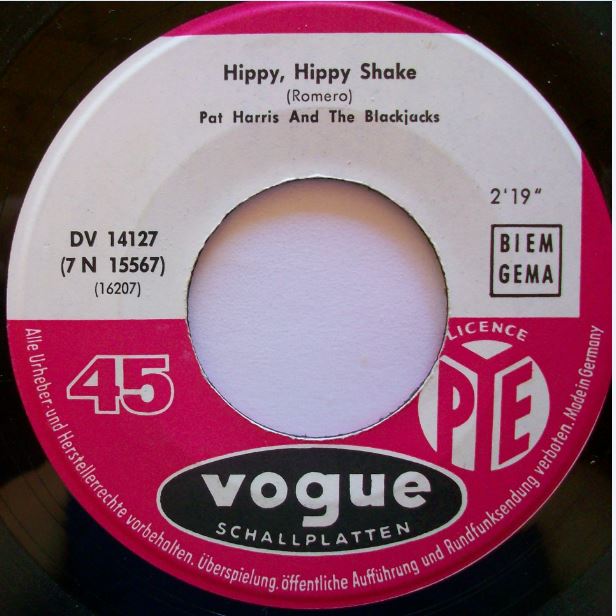 Hippy, Hippy Shake
(Romero)
Pat Harris And The Blackjacks
2'19"
DV 14127
(7 N 15567)
(16207)
BIEM
GEMA
45
LICENCE
PYE
vogue
SCHALLPLATTEN
Alle Urheber- und Herstellerrechte vorbehalten. Überspielung, öffentliche Aufführung und Rundfunksendung verboten. Made in Germany